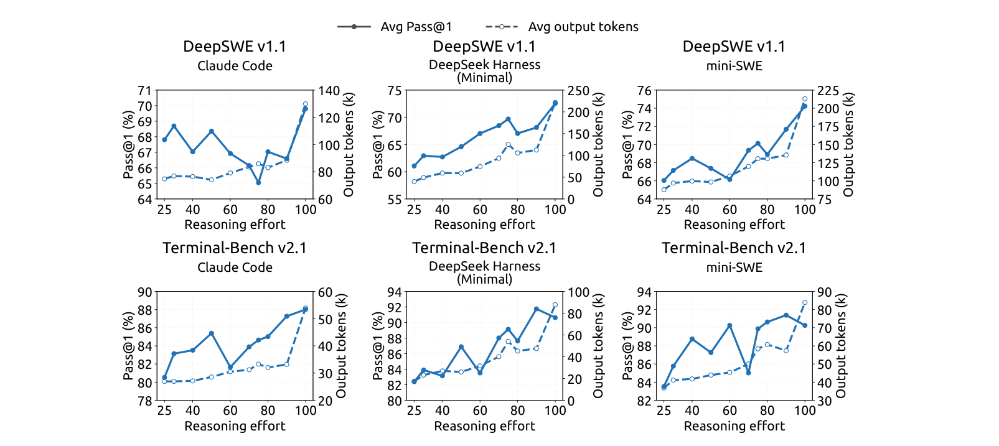 Avg Pass@1 Avg output tokens
DeepSWE v1.1
Claude Code
71
70
69
68
67
66
65
64
Pass@1 (%)
140
120
100
80
60
Output tokens (k)
25 40 60 80 100
Reasoning effort
DeepSWE v1.1
DeepSeek Harness
(Minimal)
75
70
65
60
55
Pass@1 (%)
250
200
150
100
50
0
Output tokens (k)
25 40 60 80 100
Reasoning effort
DeepSWE v1.1
mini-SWE
76
74
72
70
68
66
64
Pass@1 (%)
225
200
175
150
125
100
75
Output tokens (k)
25 40 60 80 100
Reasoning effort
Terminal-Bench v2.1
Claude Code
90
88
86
84
82
80
78
Pass@1 (%)
60
50
40
30
20
Output tokens (k)
25 40 60 80 100
Reasoning effort
Terminal-Bench v2.1
DeepSeek Harness
(Minimal)
94
92
90
88
86
84
82
80
Pass@1 (%)
100
80
60
40
20
0
Output tokens (k)
25 40 60 80 100
Reasoning effort
Terminal-Bench v2.1
mini-SWE
94
92
90
88
86
84
82
Pass@1 (%)
90
80
70
60
50
40
30
Output tokens (k)
25 40 60 80 100
Reasoning effort